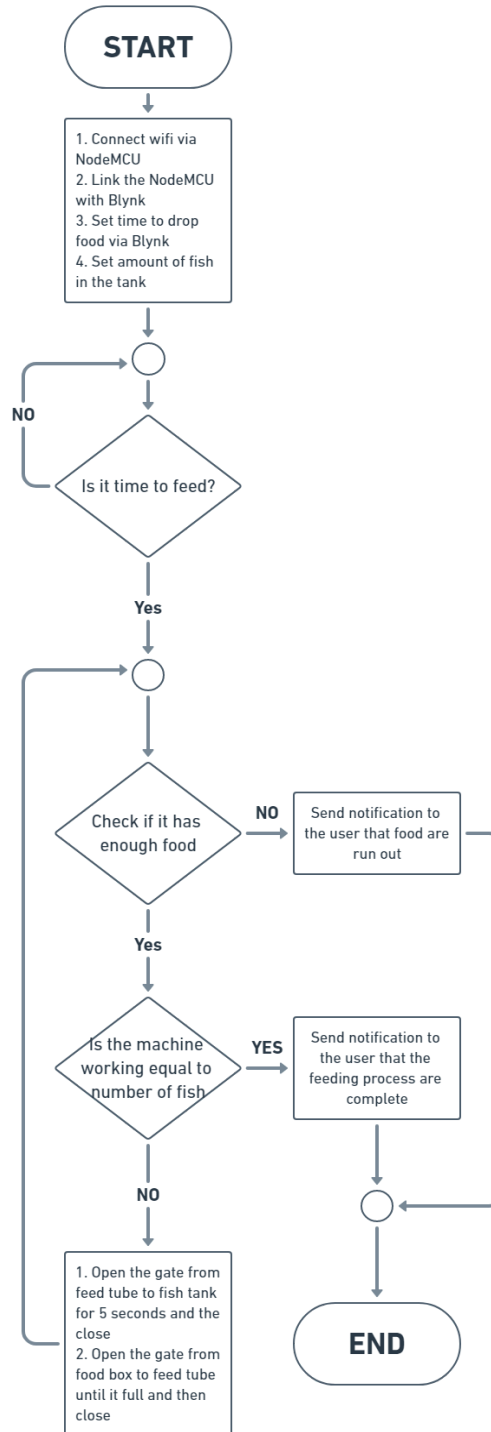 START
1. Connect wifi via
NodeMCU
2. Link the NodeMCU
with Blynk
3. Set time to drop
food via Blynk
4. Set amount of fish
in the tank
NO
Is it time to feed?
Yes
Check if it has
enough food
NO
Send notification to
the user that food are
run out
Yes
Is the machine
working equal to
number of fish
YES
Send notification to
the user that the
feeding process are
complete
NO
1. Open the gate from
feed tube to fish tank
for 5 seconds and the
close
2. Open the gate from
food box to feed tube
until it full and then
close
END